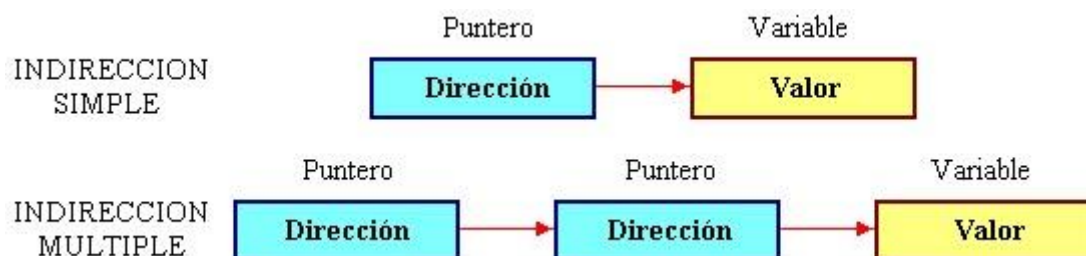 Puntero Variable
INDIRECCION
SIMPLE
Dirección Valor
Puntero Puntero Variable
INDIRECCION
MULTIPLE
Dirección Dirección Valor